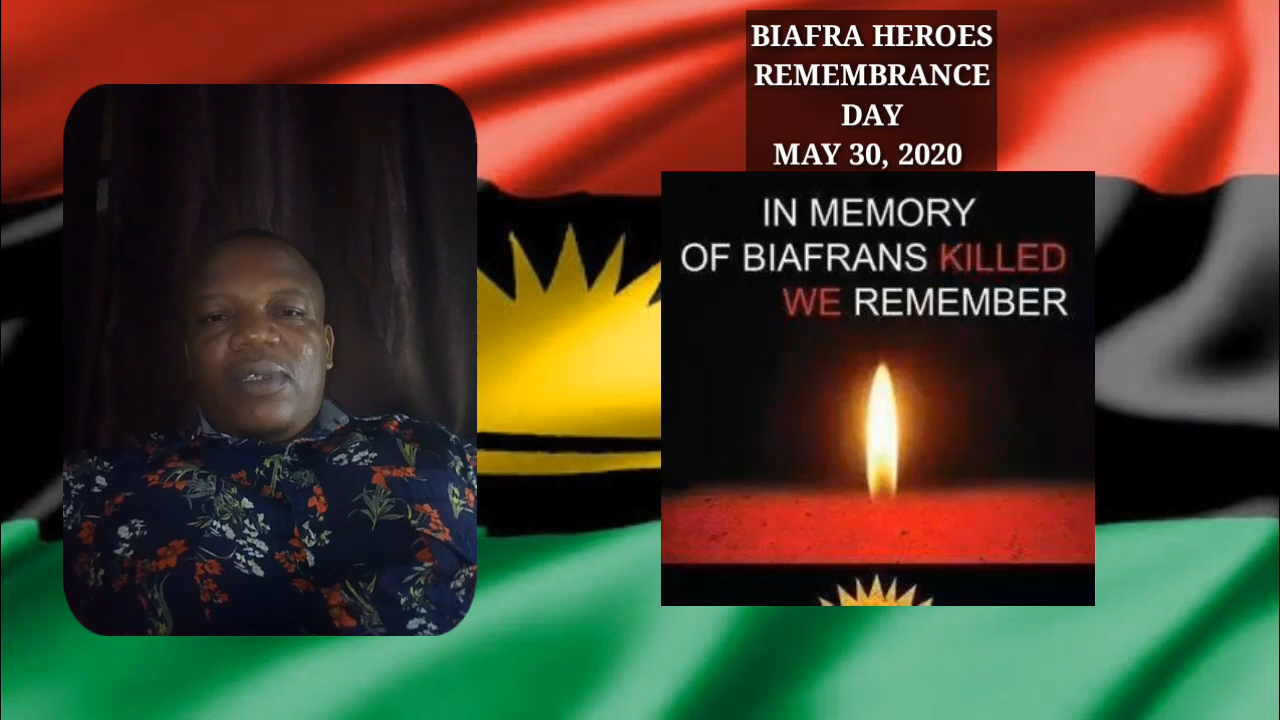 BIAFRA HEROES
REMEMBRANCE
DAY
MAY 30, 2020
IN MEMORY
OF BIAFRANS KILLED
WE REMEMBER